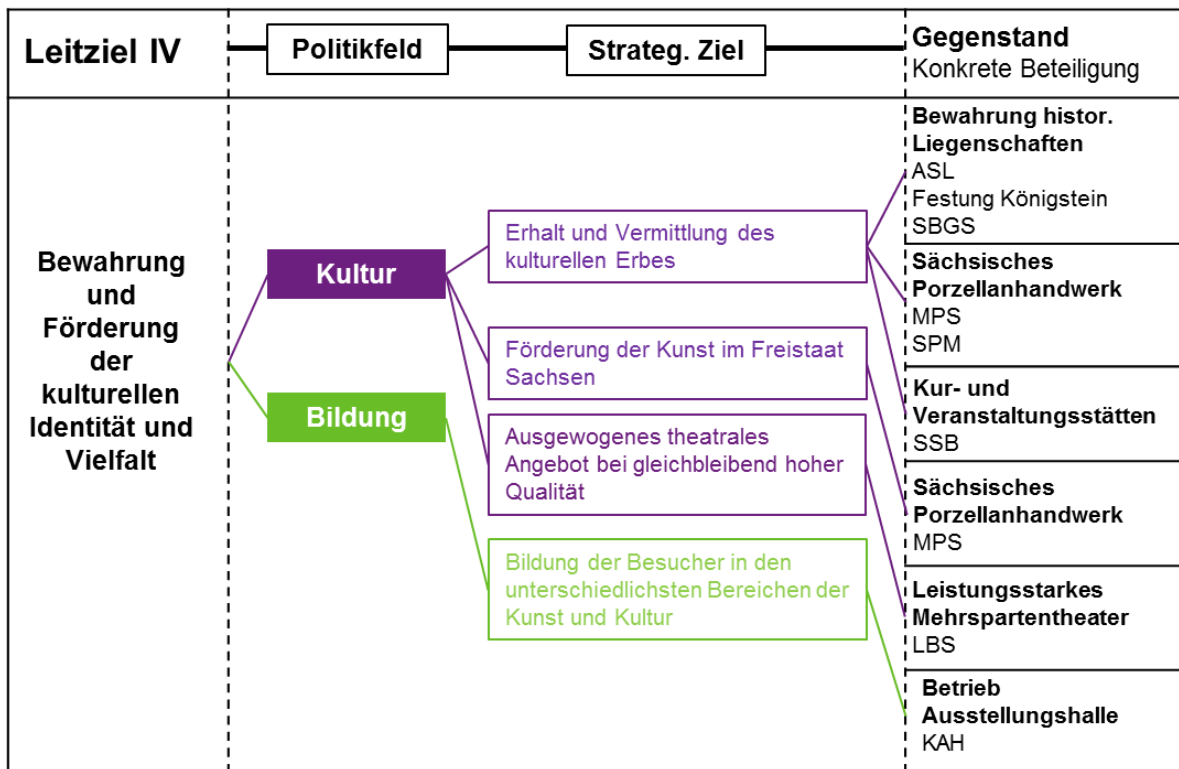 Leitziel IV
Politikfeld
Strateg. Ziel
Gegenstand
Konkrete Beteiligung
Bewahrung
und
Förderung
der
kulturellen
Identität und
Vielfalt
Kultur
Bildung
Erhalt und Vermittlung des
kulturellen Erbes
Förderung der Kunst im Freistaat
Sachsen
Ausgewogenes theatrales
Angebot bei gleichbleibend hoher
Qualität
Bildung der Besucher in den
unterschiedlichsten Bereichen der
Kunst und Kultur
Bewahrung histor.
Liegenschaften
ASL
Festung Königstein
SBGS
Sächsisches
Porzellanhandwerk
MPS
SPM
Kur- und
Veranstaltungsstätten
SSB
Sächsisches
Porzellanhandwerk
MPS
Leistungsstarkes
Mehrspartentheater
LBS
Betrieb
Ausstellungshalle
KAH